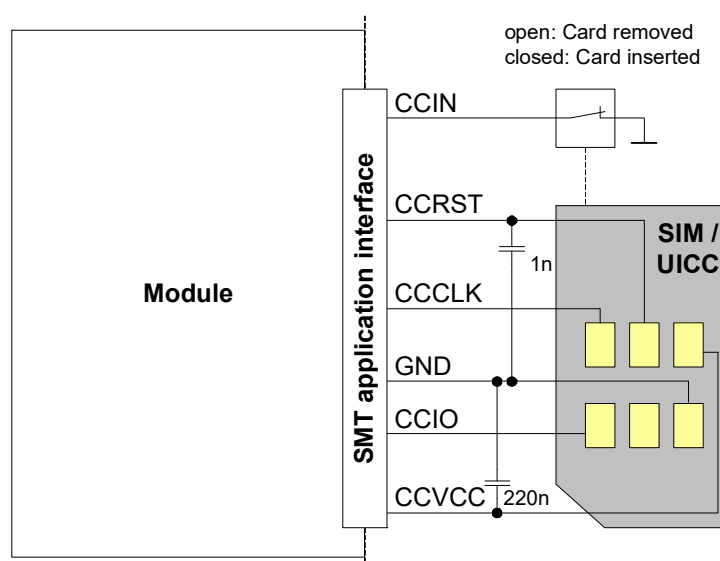 open: Card removed
closed: Card inserted
CCIN
CCRST
SIM /
UICC
1n
Module
SMT application interface
CCCLK
GND
CCIO
CCVCC
220n